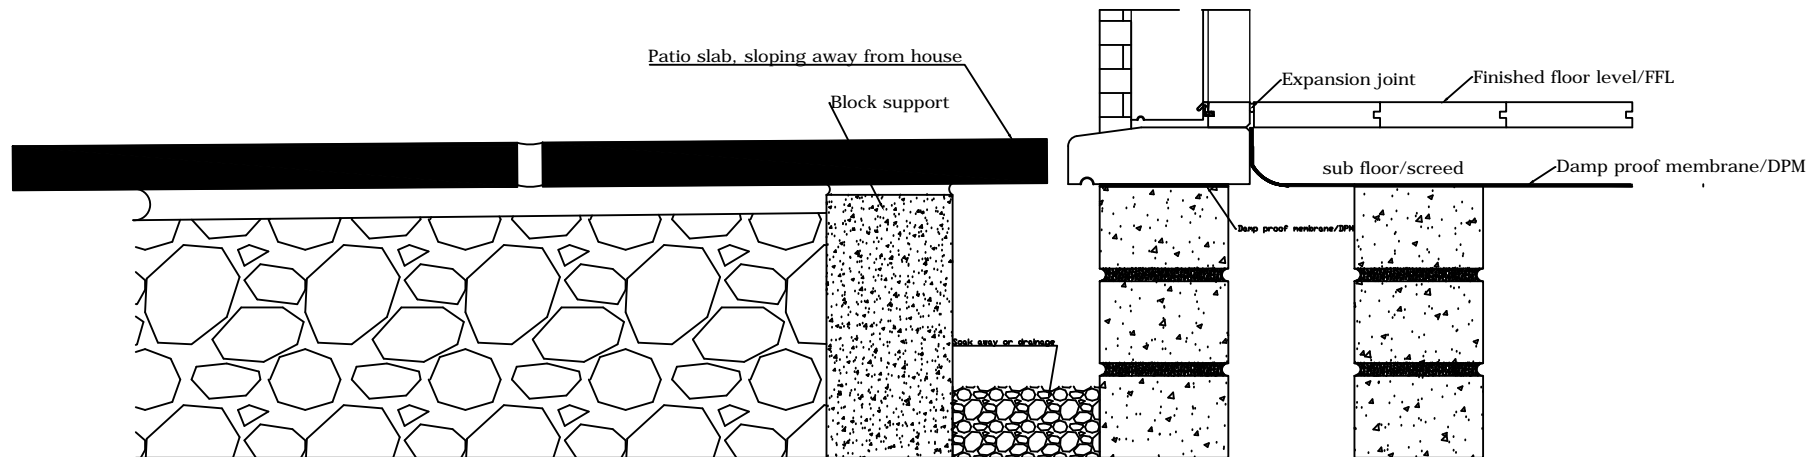 Patio slab, sloping away from house
Block support
Expansion joint
Finished floor level/FFL
sub floor/screed
Damp proof membrane/DPM
Damp proof membrane/DPM
Soak away or drainage